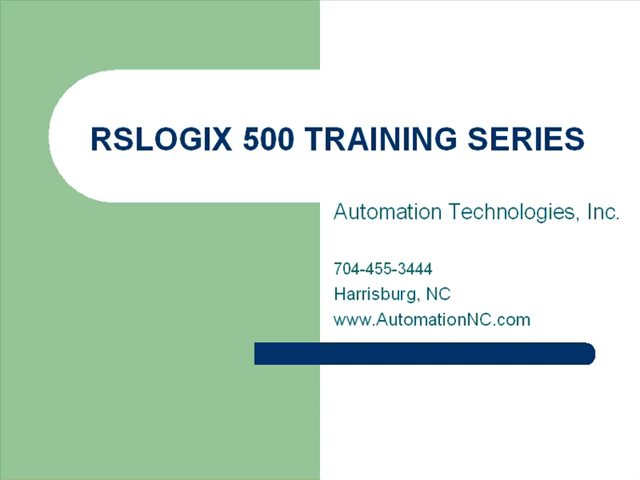 RSLOGIX 500 TRAINING SERIES
Automation Technologies, Inc.
704-455-3444
Harrisburg, NC
www.AutomationNC.com